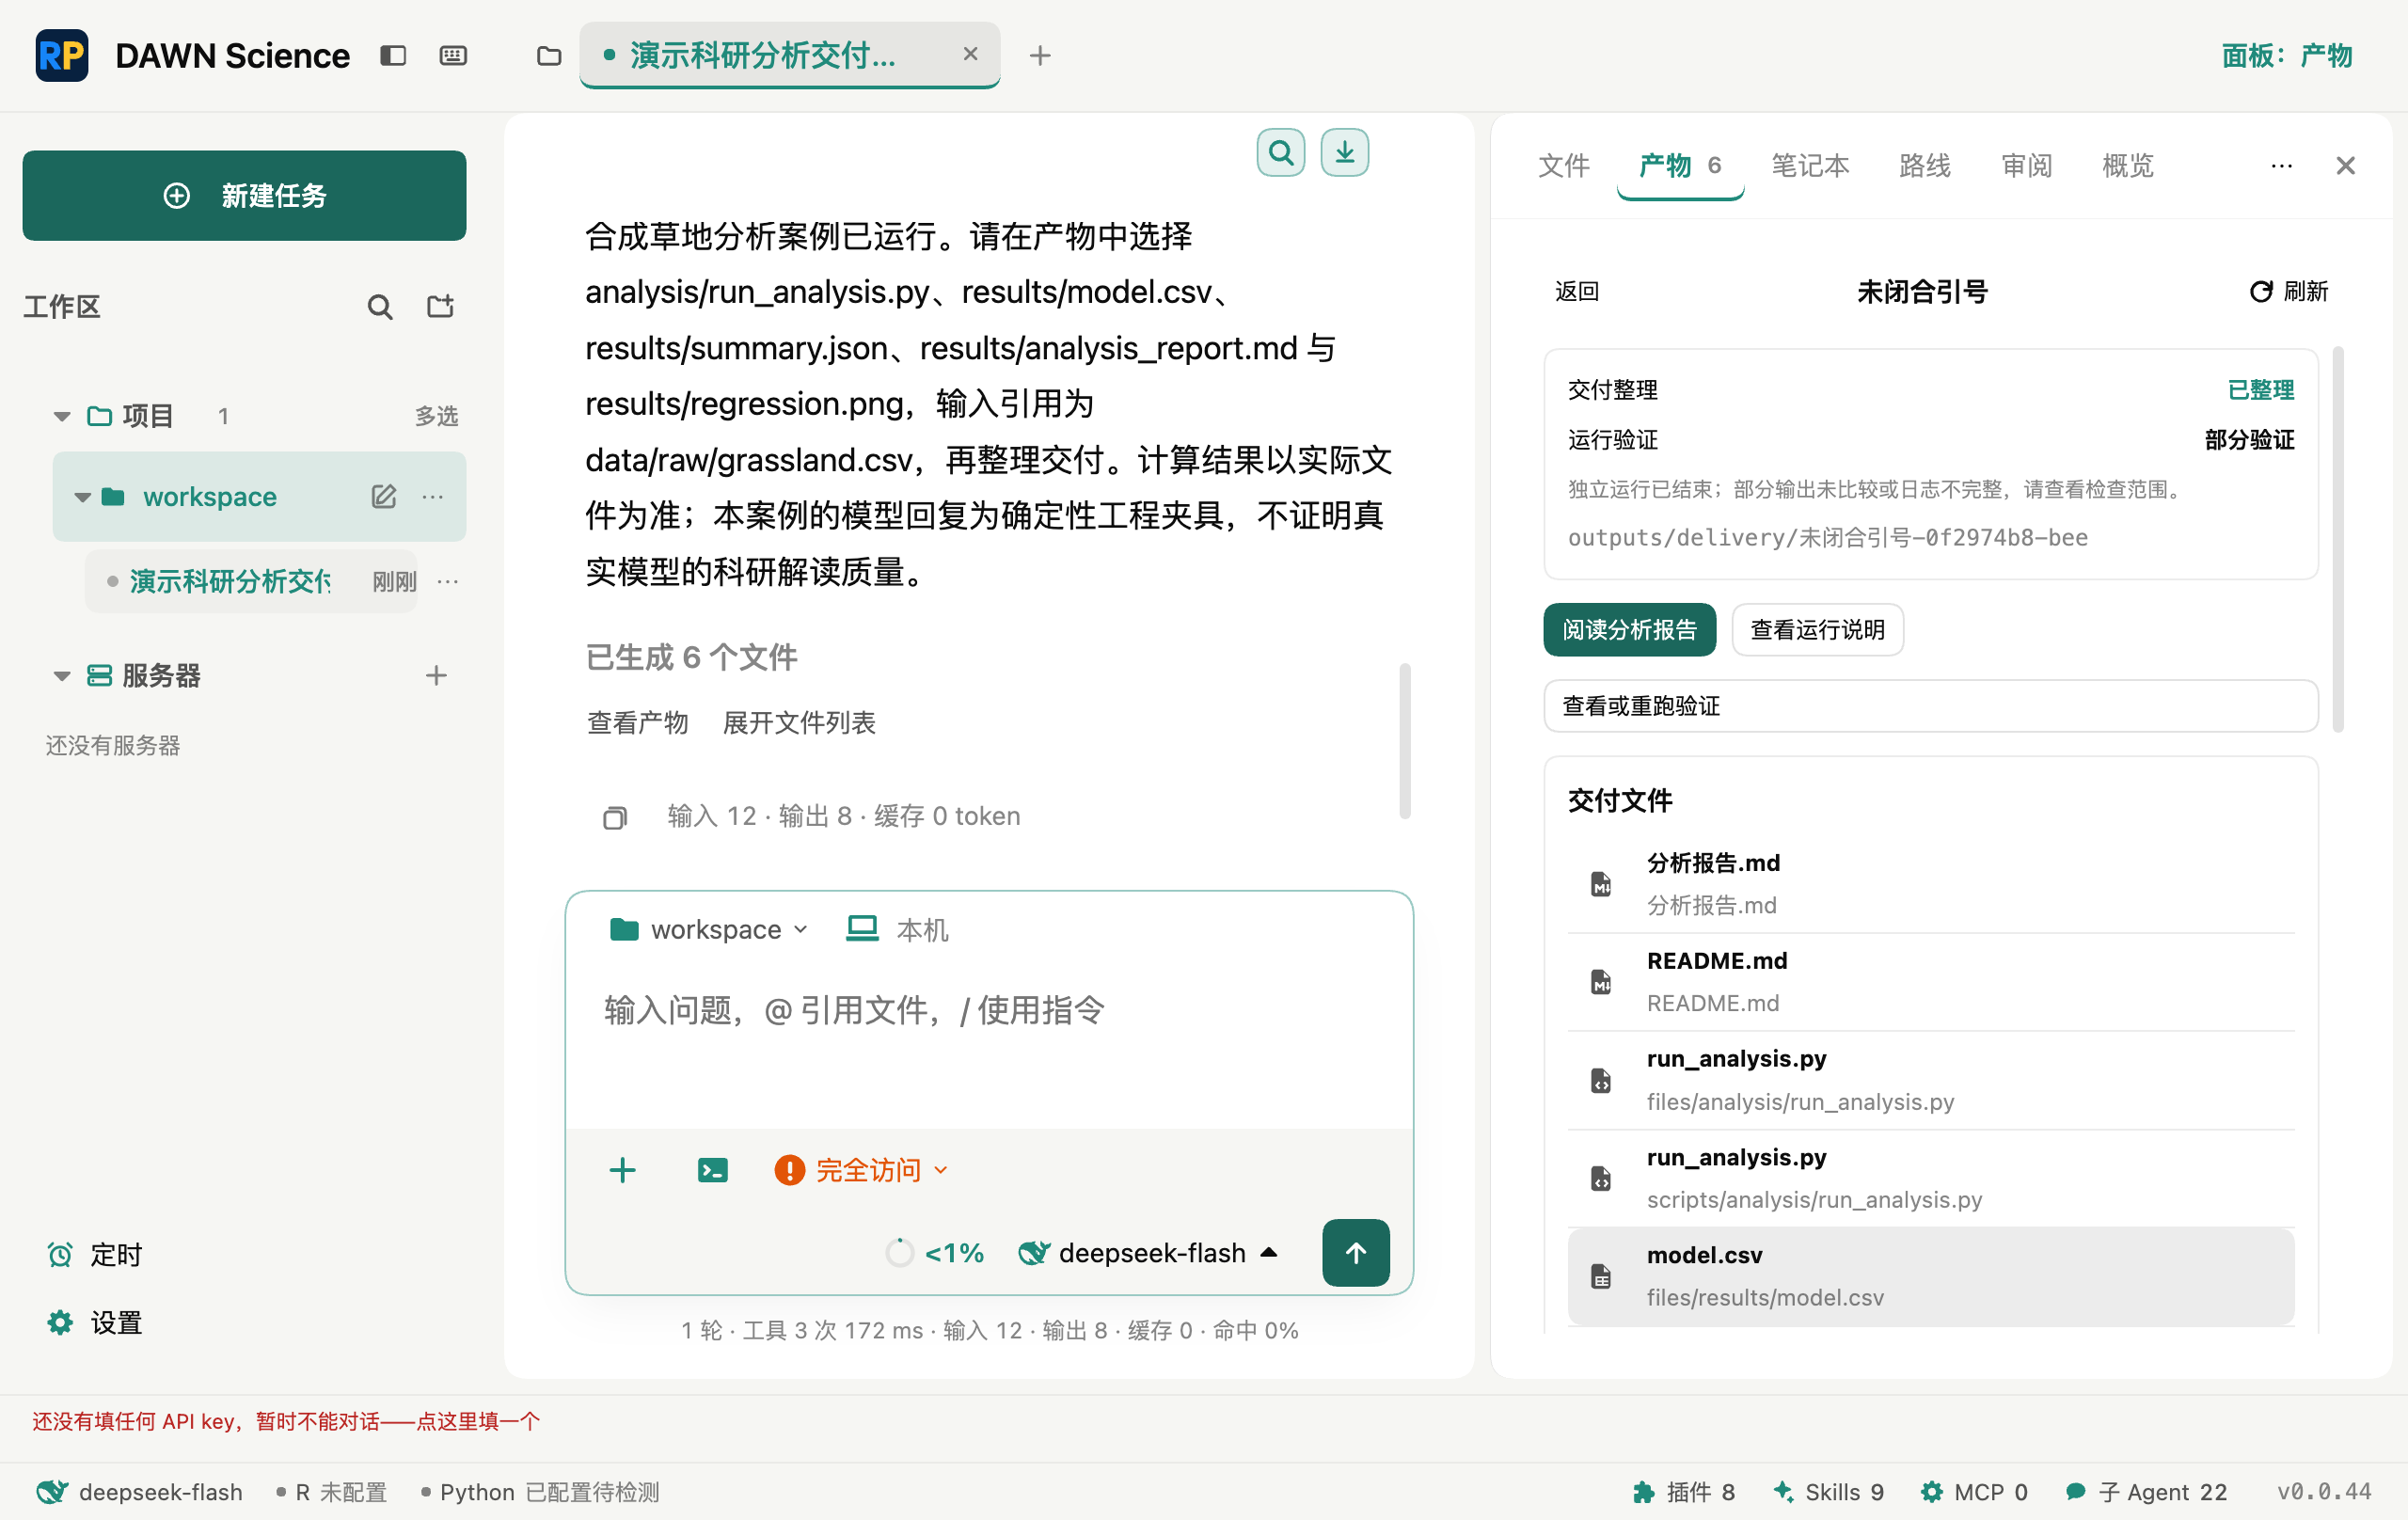 RP DAWN Science
演示科研分析交付...
面板：产物
新建任务
工作区
项目 1 多选
workspace
演示科研分析交付 刚刚
服务器
还没有服务器
定时
设置
合成草地分析案例已运行。请在产物中选择
analysis/run_analysis.py、results/model.csv、
results/summary.json、results/analysis_report.md 与
results/regression.png，输入引用为
data/raw/grassland.csv，再整理交付。计算结果以实际文
件为准；本案例的模型回复为确定性工程夹具，不证明真
实模型的科研解读质量。
已生成 6 个文件
查看产物 展开文件列表
输入 12 · 输出 8 · 缓存 0 token
workspace 本机
输入问题，@ 引用文件，/ 使用指令
完全访问
<1% deepseek-flash
1 轮 · 工具 3 次 172 ms · 输入 12 · 输出 8 · 缓存 0 · 命中 0%
文件 产物 6 笔记本 路线 审阅 概览
返回 未闭合引号 刷新
交付整理 已整理
运行验证 部分验证
独立运行已结束；部分输出未比较或日志不完整，请查看检查范围。
outputs/delivery/未闭合引号-0f2974b8-bee
阅读分析报告 查看运行说明
查看或重跑验证
交付文件
分析报告.md
分析报告.md
README.md
README.md
run_analysis.py
files/analysis/run_analysis.py
run_analysis.py
scripts/analysis/run_analysis.py
model.csv
files/results/model.csv
还没有填任何 API key，暂时不能对话——点这里填一个
deepseek-flash R 未配置 Python 已配置待检测
插件 8 Skills 9 MCP 0 子 Agent 22 v0.0.44